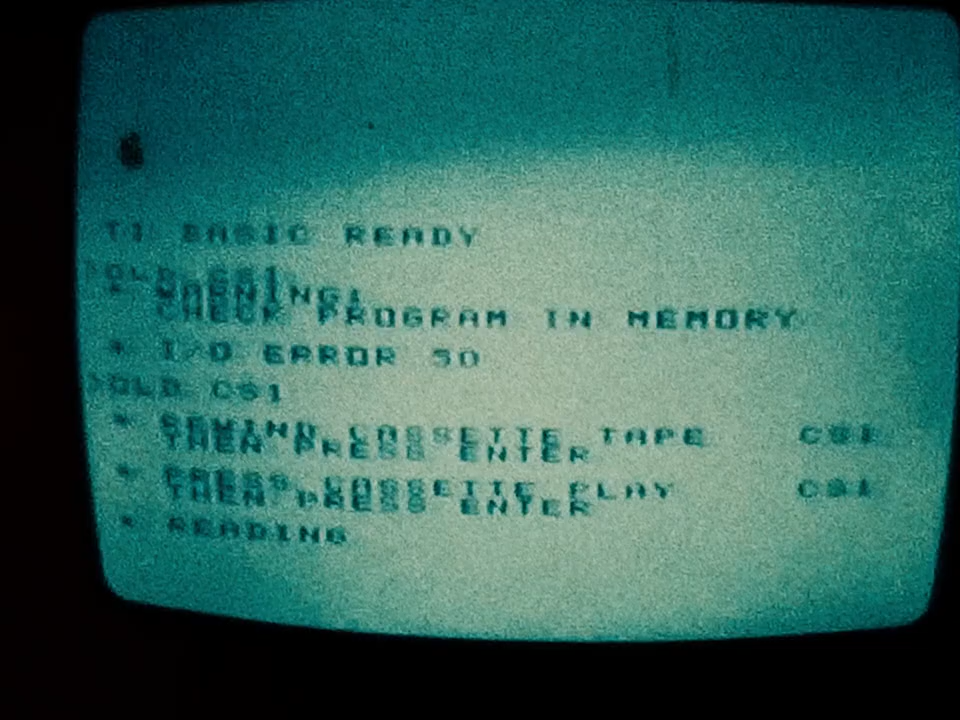 TI BASIC READY
>OLD CS1
* WARNING:
CHECK PROGRAM IN MEMORY
* I/O ERROR 50
>OLD CS1
* REWIND CASSETTE TAPE CS1
THEN PRESS ENTER
* PRESS CASSETTE PLAY CS1
THEN PRESS ENTER
* READING